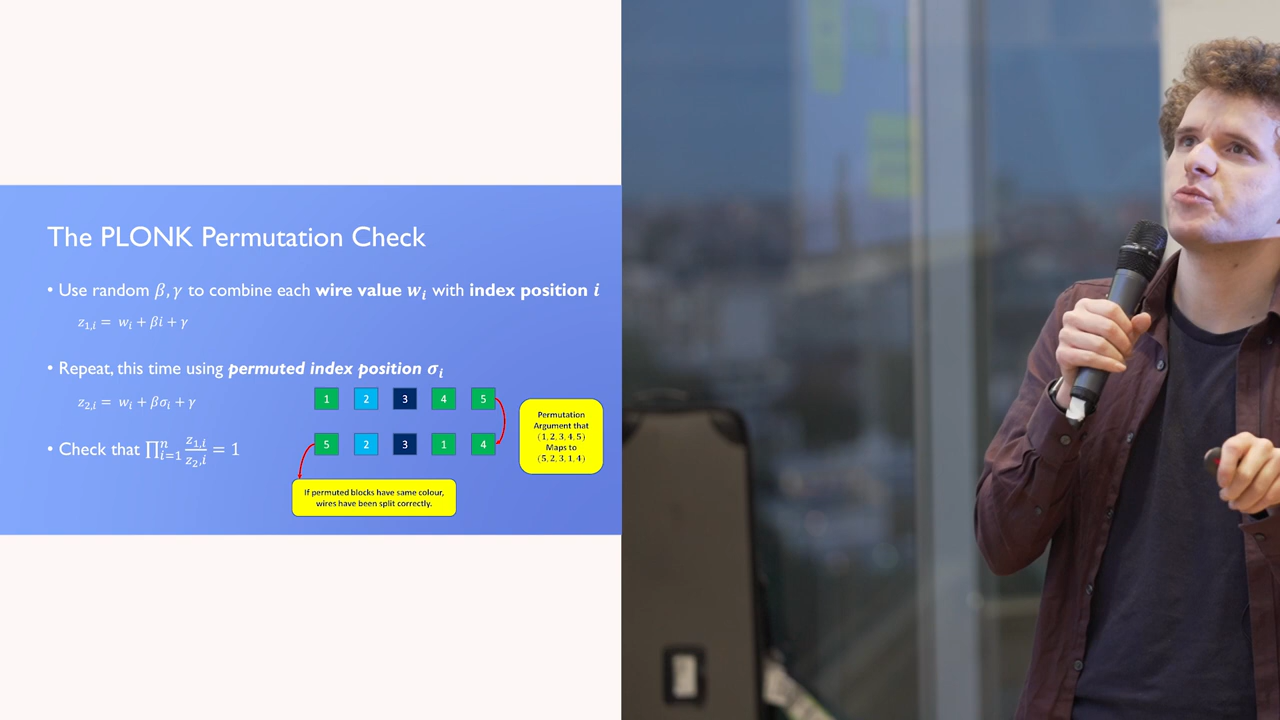 The PLONK Permutation Check
• Use random β, γ to combine each wire value wᵢ with index position i
z₁,ᵢ = wᵢ + βi + γ
• Repeat, this time using permuted index position σᵢ
z₂,ᵢ = wᵢ + βσᵢ + γ
1 2 3 4 5
5 2 3 1 4
Permutation
Argument that
(1, 2, 3, 4, 5)
Maps to
(5, 2, 3, 1, 4)
• Check that ∏ⁿᵢ₌₁ z₁,ᵢ/z₂,ᵢ = 1
If permuted blocks have same colour,
wires have been split correctly.